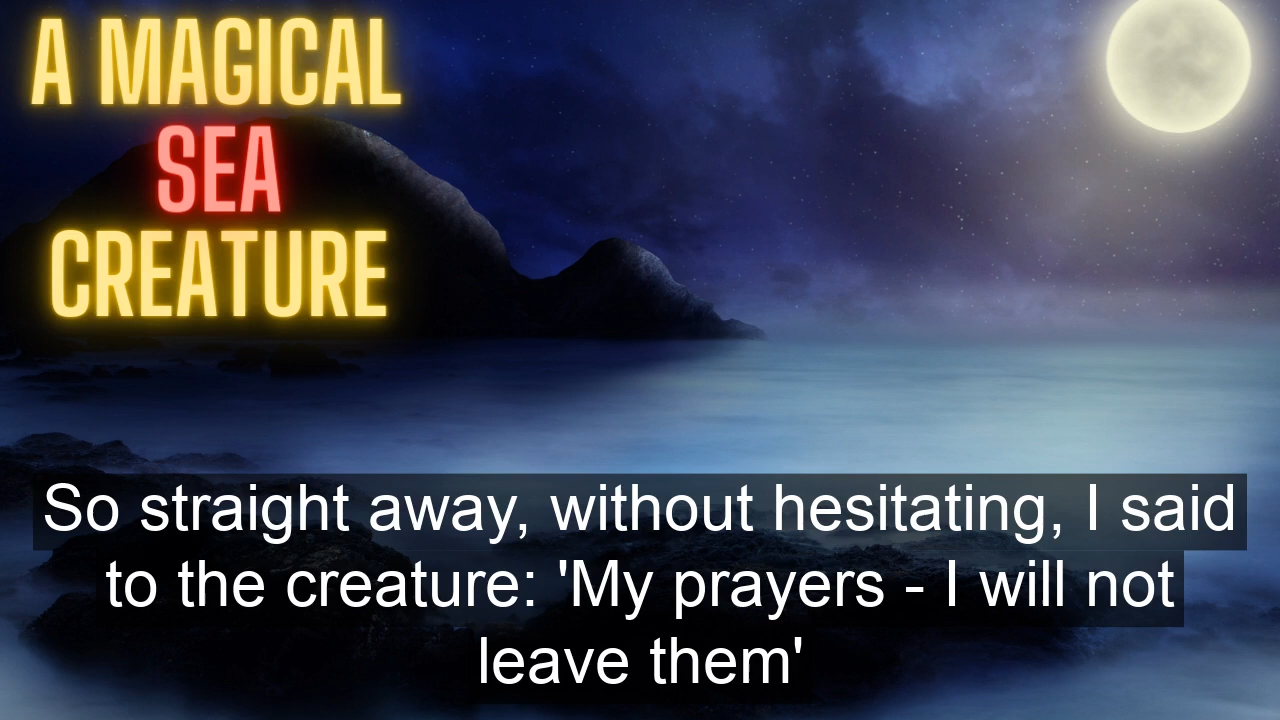 A MAGICAL
SEA
CREATURE
So straight away, without hesitating, I said
to the creature: 'My prayers - I will not
leave them'